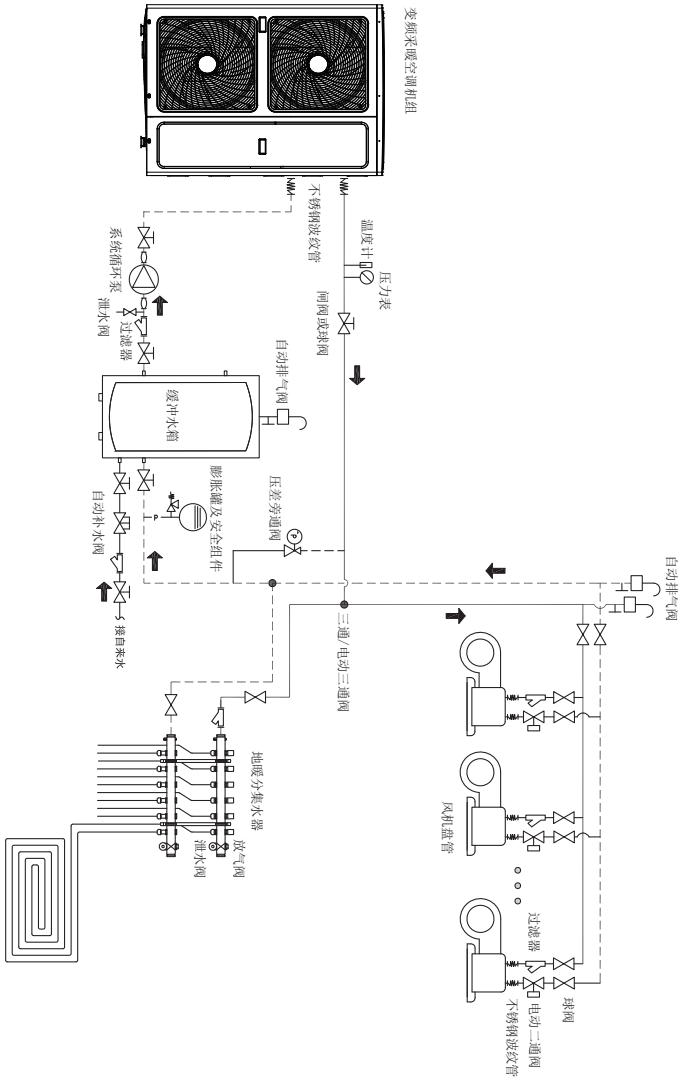 变频采暖空调机组
不锈钢波纹管
温度计
压力表
闸阀或球阀
系统循环泵
泄水阀
过滤器
自动排气阀
缓冲水箱
自动补水阀
膨胀罐及安全组件
P
接自来水
压差旁通阀
P
三通/电动三通阀
自动排气阀
地暖分集水器
泄水阀
放气阀
风机盘管
过滤器
球阀
电动二通阀
不锈钢波纹管